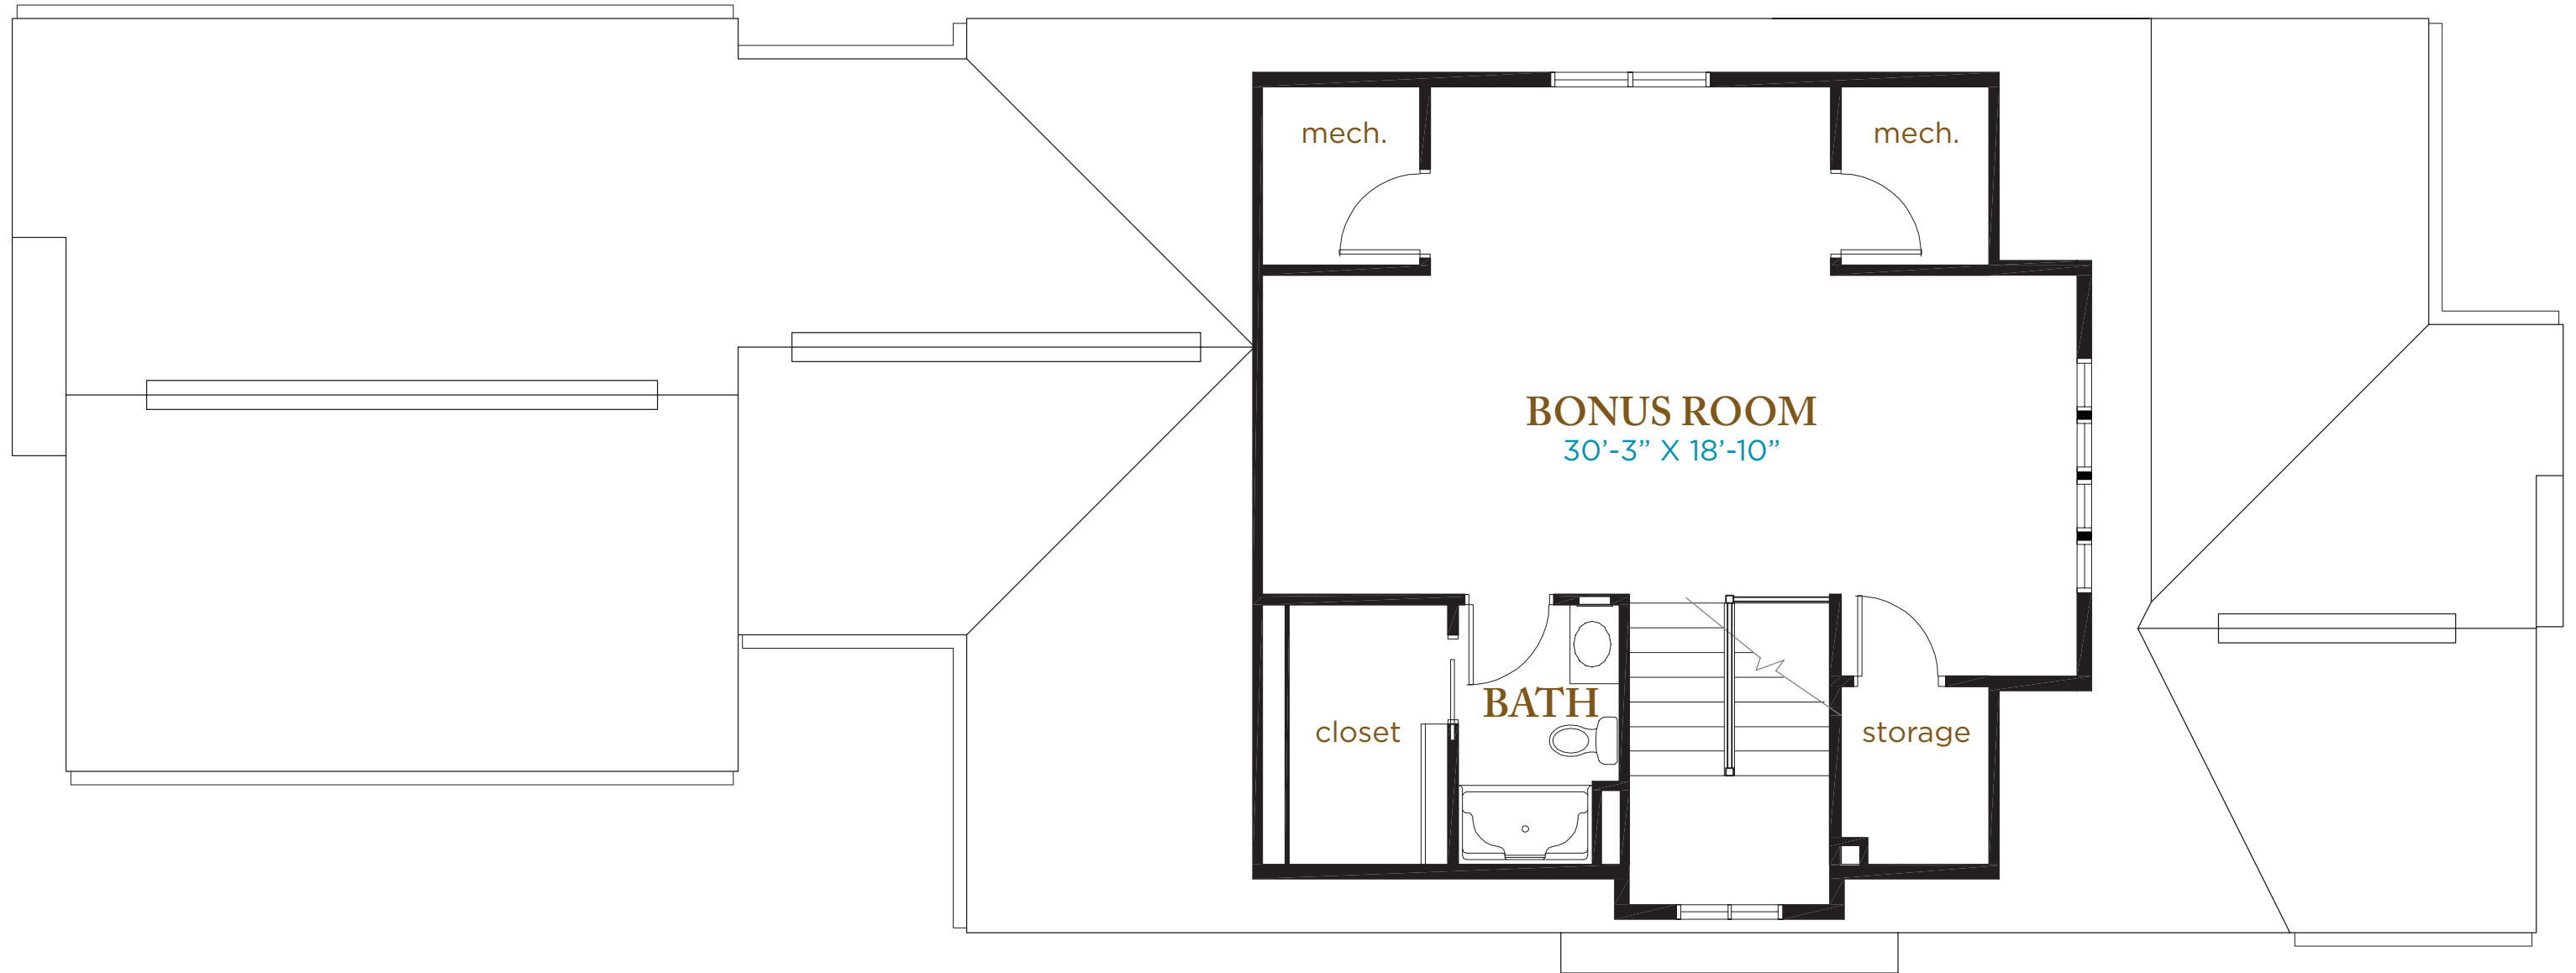 mech.
mech.
BONUS ROOM
30’-3” X 18’-10”
BATH
closet
storage